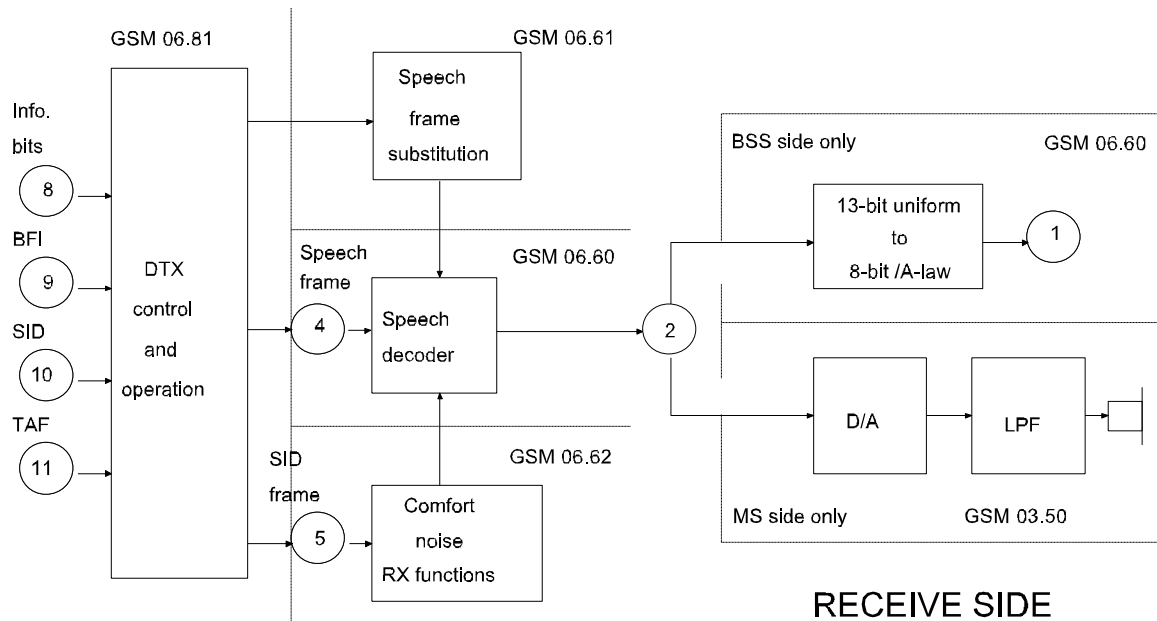 GSM 06.81
GSM 06.61
Speech
frame
substitution
Info.
bits
8
BFI
9
SID
10
TAF
11
DTX
control
and
operation
Speech
frame
4
GSM 06.60
Speech
decoder
SID
frame
5
GSM 06.62
Comfort
noise
RX functions
2
BSS side only
GSM 06.60
13-bit uniform
to
8-bit /A-law
1
D/A
LPF
MS side only
GSM 03.50
RECEIVE SIDE